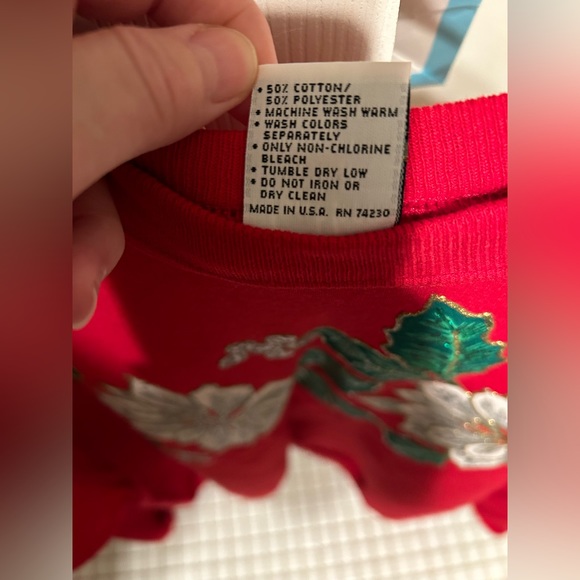 • 50% COTTON/
50% POLYESTER
• MACHINE WASH WARM
• WASH COLORS
SEPARATELY
• ONLY NON-CHLORINE
BLEACH
• TUMBLE DRY LOW
• DO NOT IRON OR
DRY CLEAN
MADE IN U.S.A. RN 74230